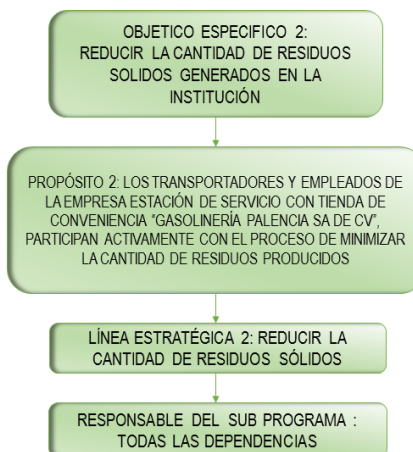 OBJETICO ESPECIFICO 2:
REDUCIR LA CANTIDAD DE RESIDUOS
SOLIDOS GENERADOS EN LA
INSTITUCIÓN
PROPÓSITO 2: LOS TRANSPORTADORES Y EMPLEADOS DE
LA EMPRESA ESTACIÓN DE SERVICIO CON TIENDA DE
CONVENIENCIA "GASOLINERÍA PALENCIA SA DE CV",
PARTICIPAN ACTIVAMENTE CON EL PROCESO DE MINIMIZAR
LA CANTIDAD DE RESIDUOS PRODUCIDOS
LÍNEA ESTRATÉGICA 2: REDUCIR LA
CANTIDAD DE RESIDUOS SÓLIDOS
RESPONSABLE DEL SUB PROGRAMA :
TODAS LAS DEPENDENCIAS